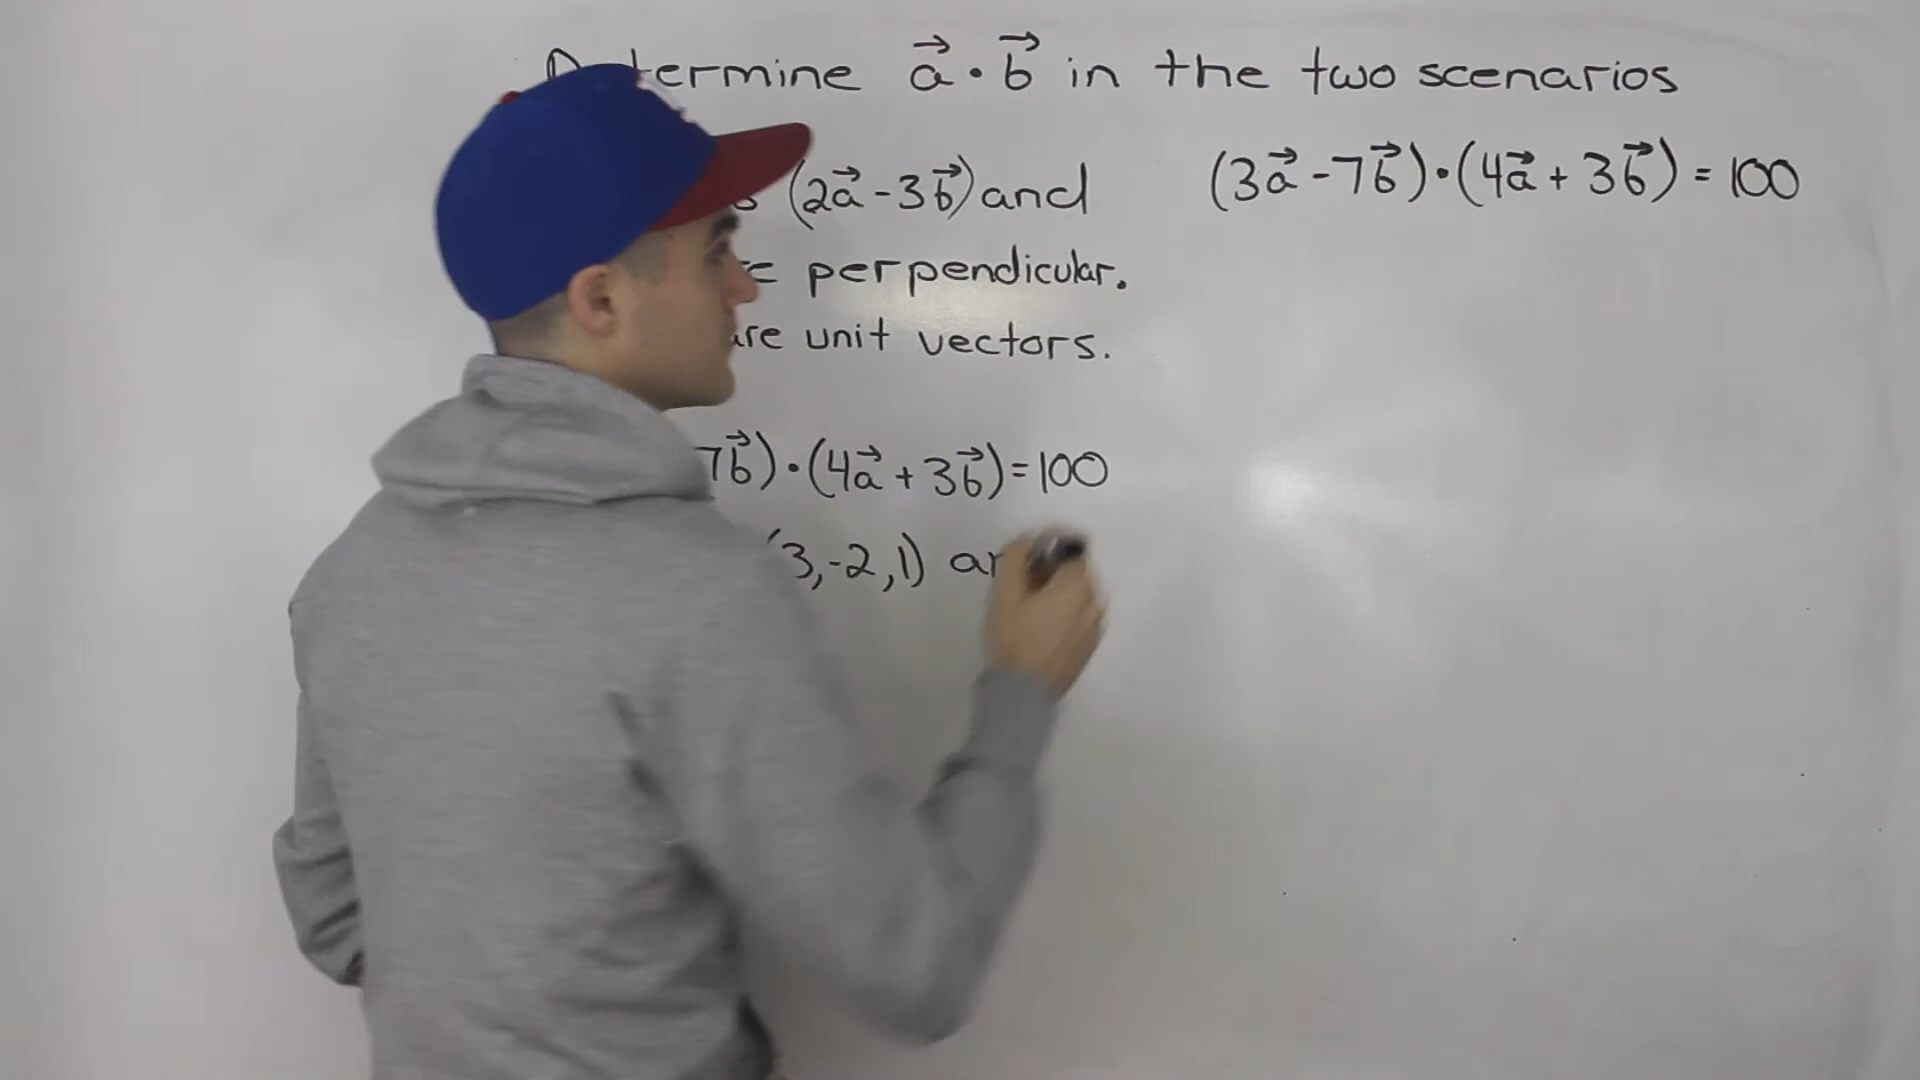 Determine a⃗ · b⃗ in the two scenarios
(2a⃗ - 3b⃗) and
perpendicular.
are unit vectors.
7b⃗) · (4a⃗ + 3b⃗) = 100
(3, -2, 1)
(3a⃗ - 7b⃗) · (4a⃗ + 3b⃗) = 100